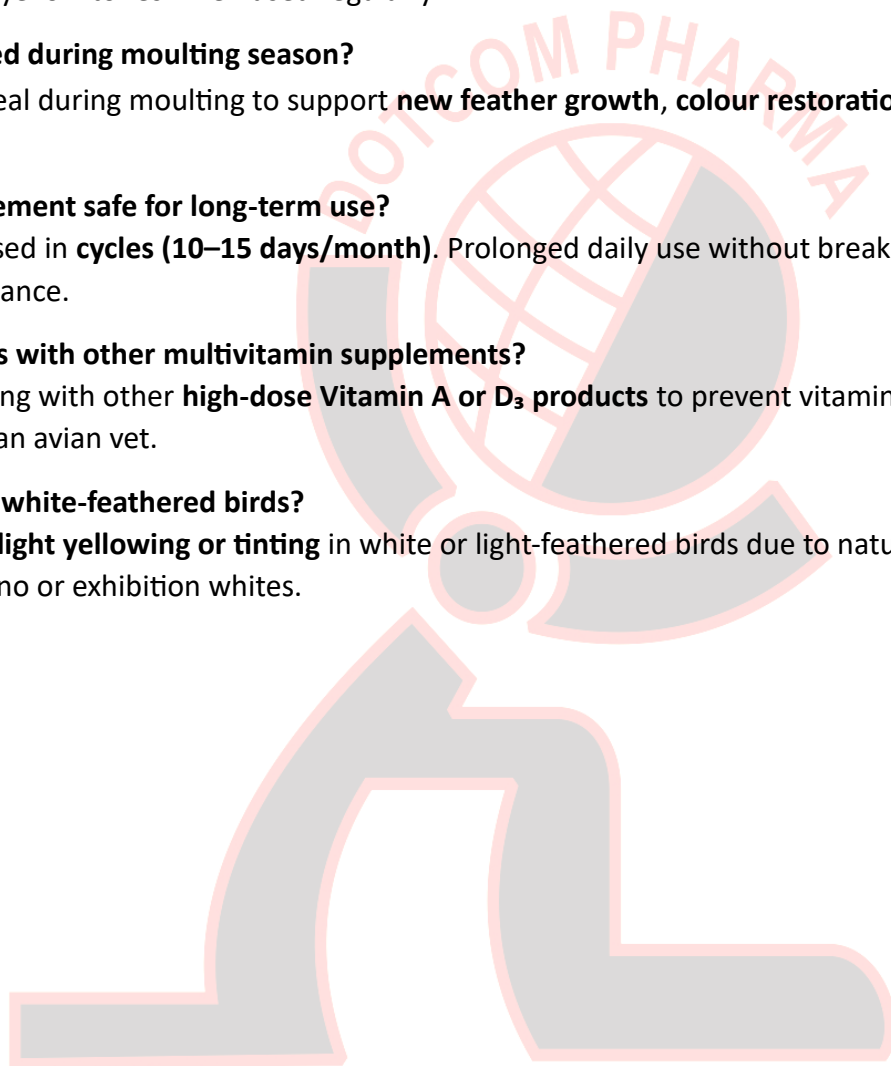 ed during moulting season?
eal during moulting to support new feather growth, colour restoratio
ement safe for long-term use?
sed in cycles (10–15 days/month). Prolonged daily use without break
ance.
s with other multivitamin supplements?
ng with other high-dose Vitamin A or D₃ products to prevent vitamin
an avian vet.
white-feathered birds?
light yellowing or tinting in white or light-feathered birds due to natu
no or exhibition whites.
DOTCOM PHARMA